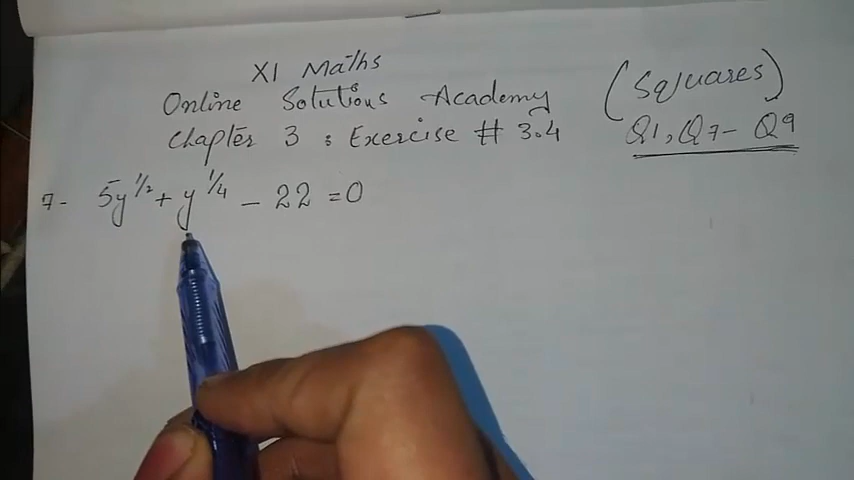 XI Maths
Online Solutions Academy
Chapter 3 : Exercise # 3.4
(Squares)
Q1, Q7 - Q9
7- 5y^1/2 + y^1/4 - 22 = 0